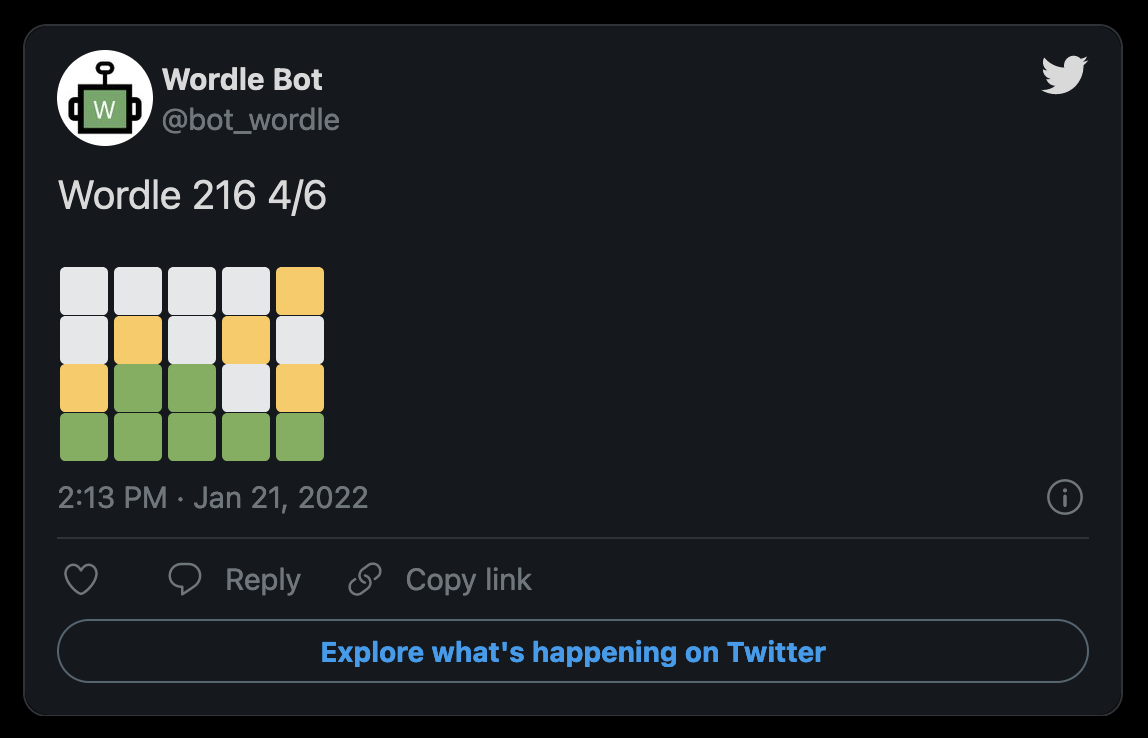 W
Wordle Bot
@bot_wordle
Wordle 216 4/6
2:13 PM · Jan 21, 2022
Reply
Copy link
Explore what's happening on Twitter